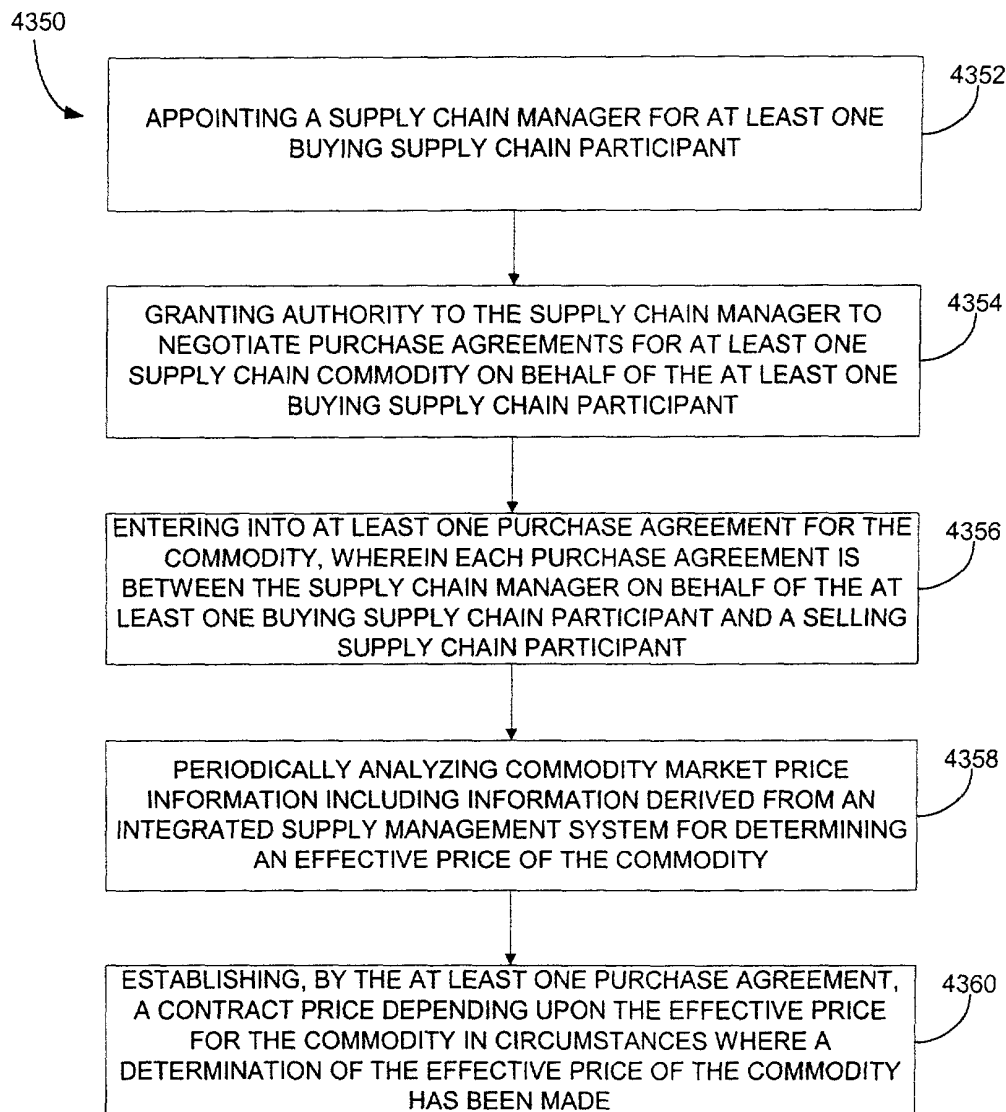 4350
4352
APPOINTING A SUPPLY CHAIN MANAGER FOR AT LEAST ONE
BUYING SUPPLY CHAIN PARTICIPANT
4354
GRANTING AUTHORITY TO THE SUPPLY CHAIN MANAGER TO
NEGOTIATE PURCHASE AGREEMENTS FOR AT LEAST ONE
SUPPLY CHAIN COMMODITY ON BEHALF OF THE AT LEAST ONE
BUYING SUPPLY CHAIN PARTICIPANT
4356
ENTERING INTO AT LEAST ONE PURCHASE AGREEMENT FOR THE
COMMODITY, WHEREIN EACH PURCHASE AGREEMENT IS
BETWEEN THE SUPPLY CHAIN MANAGER ON BEHALF OF THE AT
LEAST ONE BUYING SUPPLY CHAIN PARTICIPANT AND A SELLING
SUPPLY CHAIN PARTICIPANT
4358
PERIODICALLY ANALYZING COMMODITY MARKET PRICE
INFORMATION INCLUDING INFORMATION DERIVED FROM AN
INTEGRATED SUPPLY MANAGEMENT SYSTEM FOR DETERMINING
AN EFFECTIVE PRICE OF THE COMMODITY
4360
ESTABLISHING, BY THE AT LEAST ONE PURCHASE AGREEMENT,
A CONTRACT PRICE DEPENDING UPON THE EFFECTIVE PRICE
FOR THE COMMODITY IN CIRCUMSTANCES WHERE A
DETERMINATION OF THE EFFECTIVE PRICE OF THE COMMODITY
HAS BEEN MADE